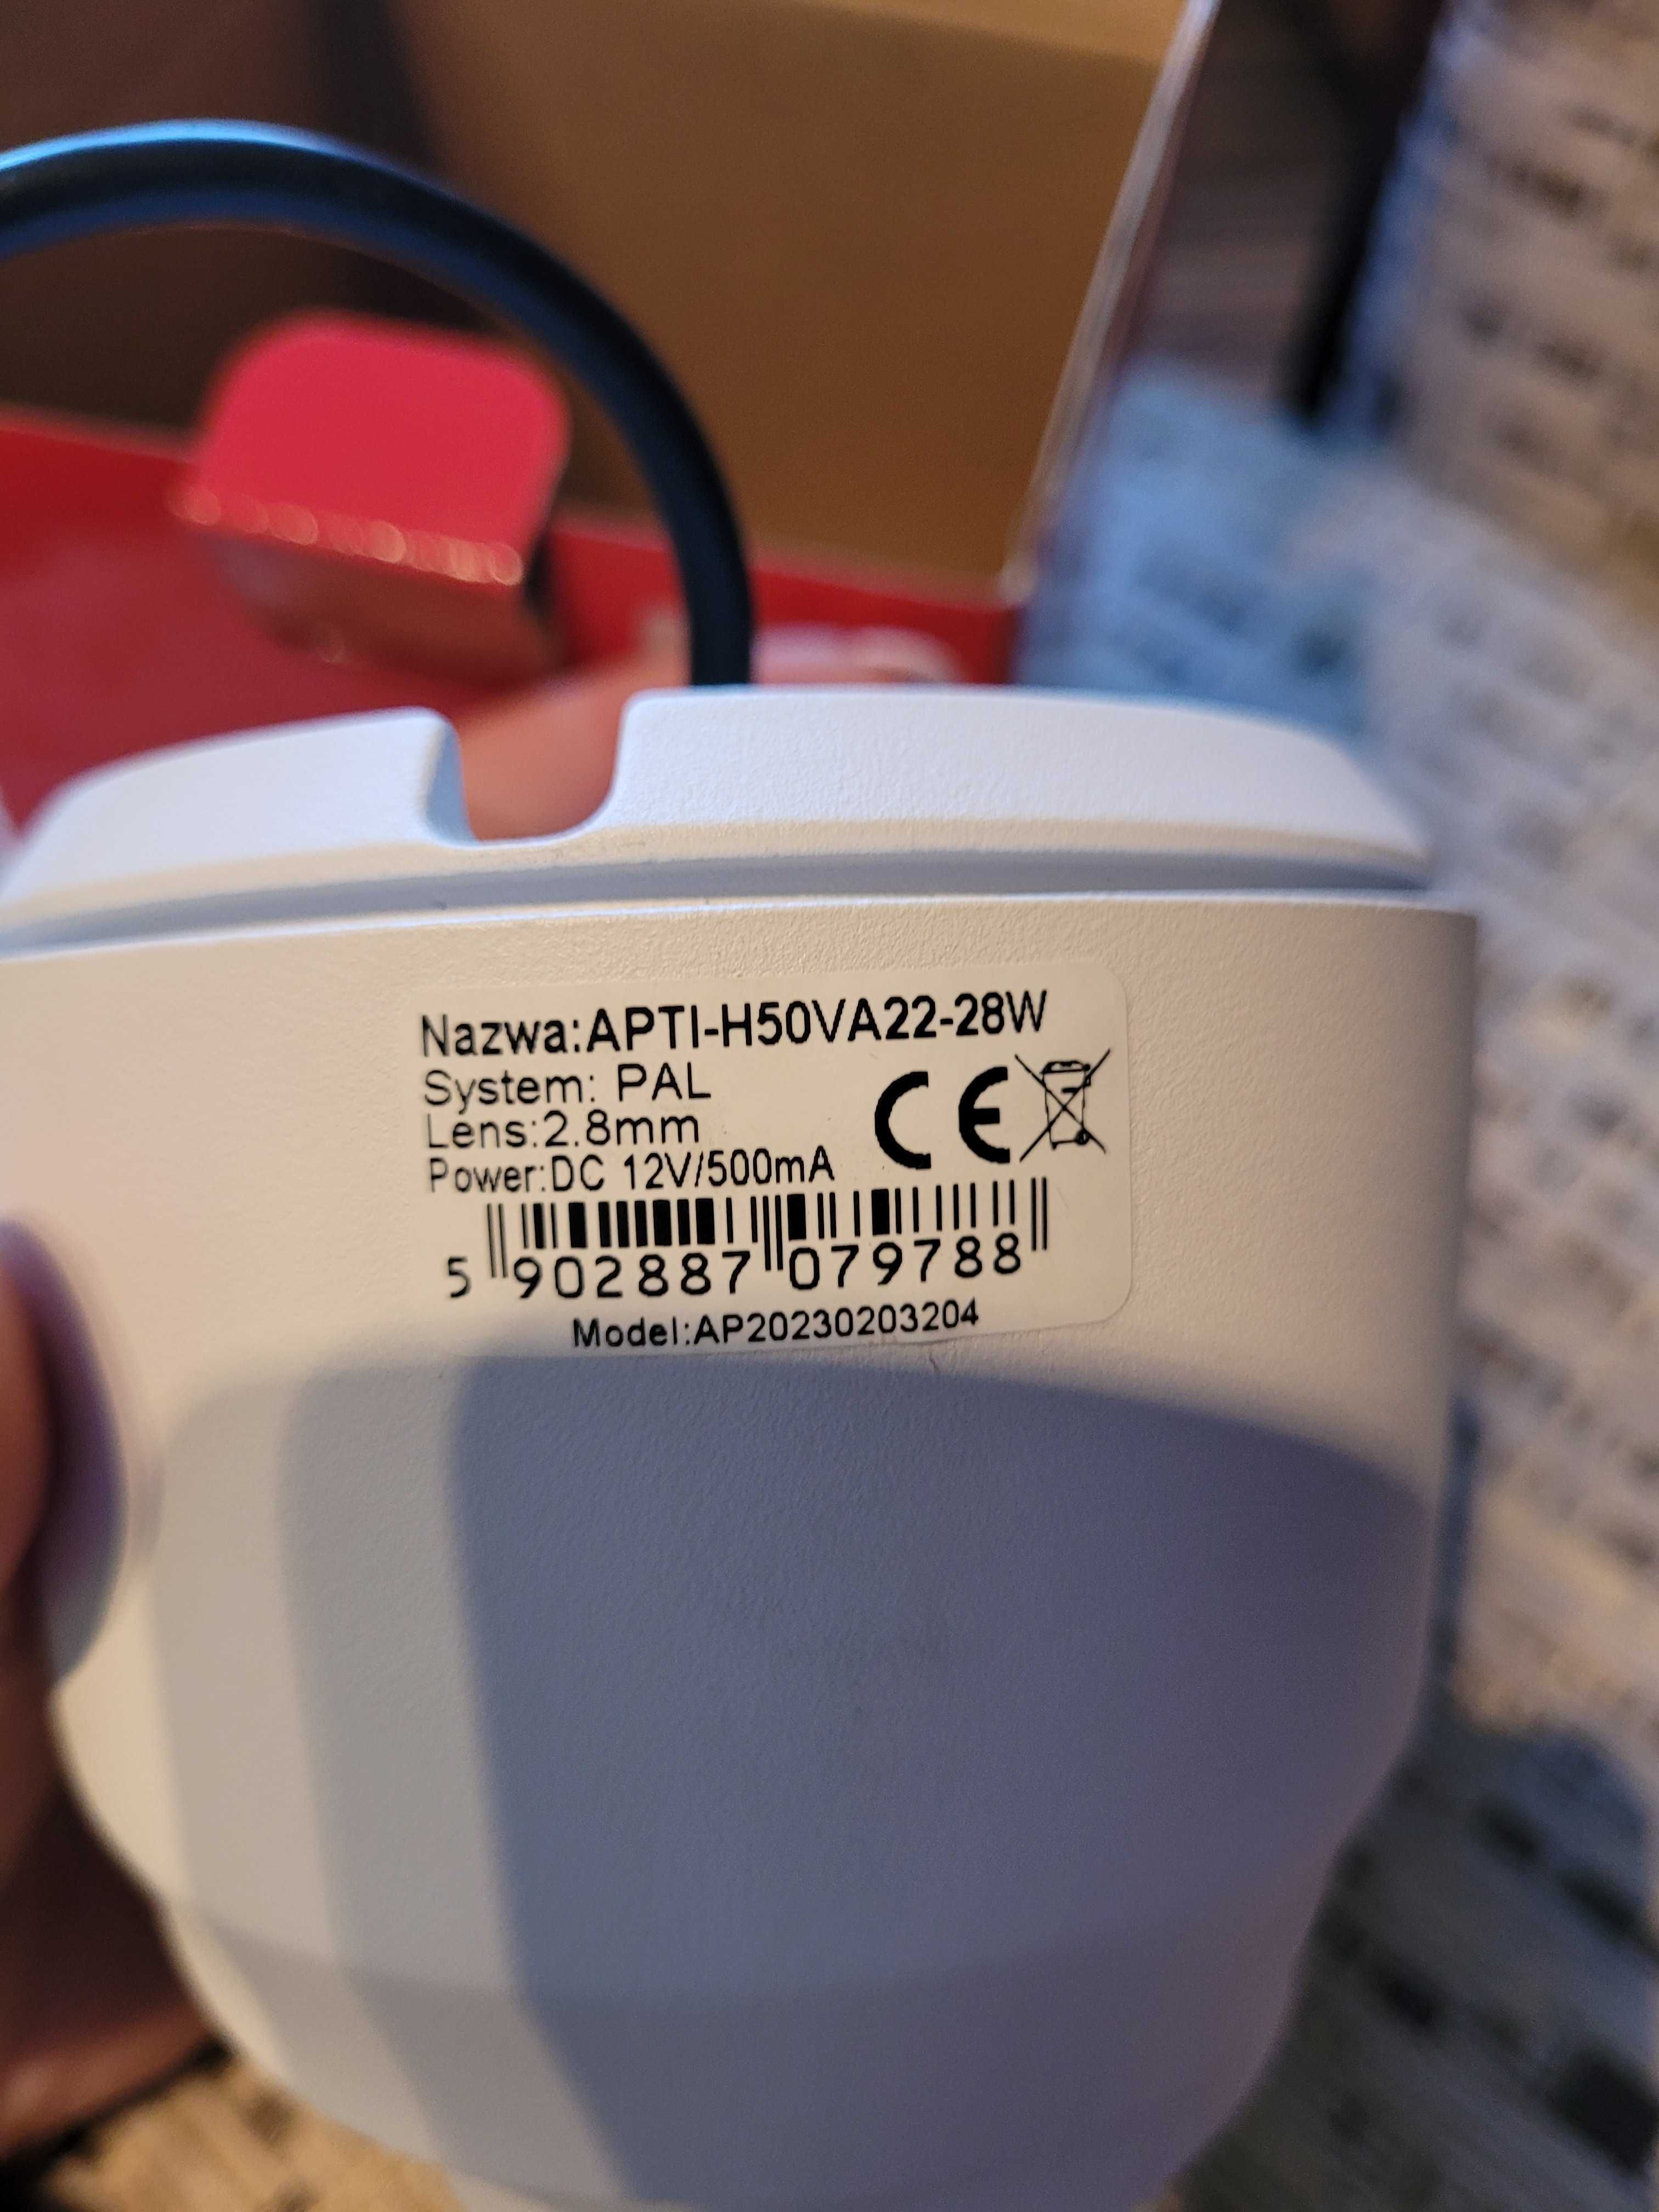 Nazwa:APTI-H50VA22-28W
System: PAL
Lens:2.8mm
Power:DC 12V/500mA
CE
5 902887 079788
Model:AP20230203204